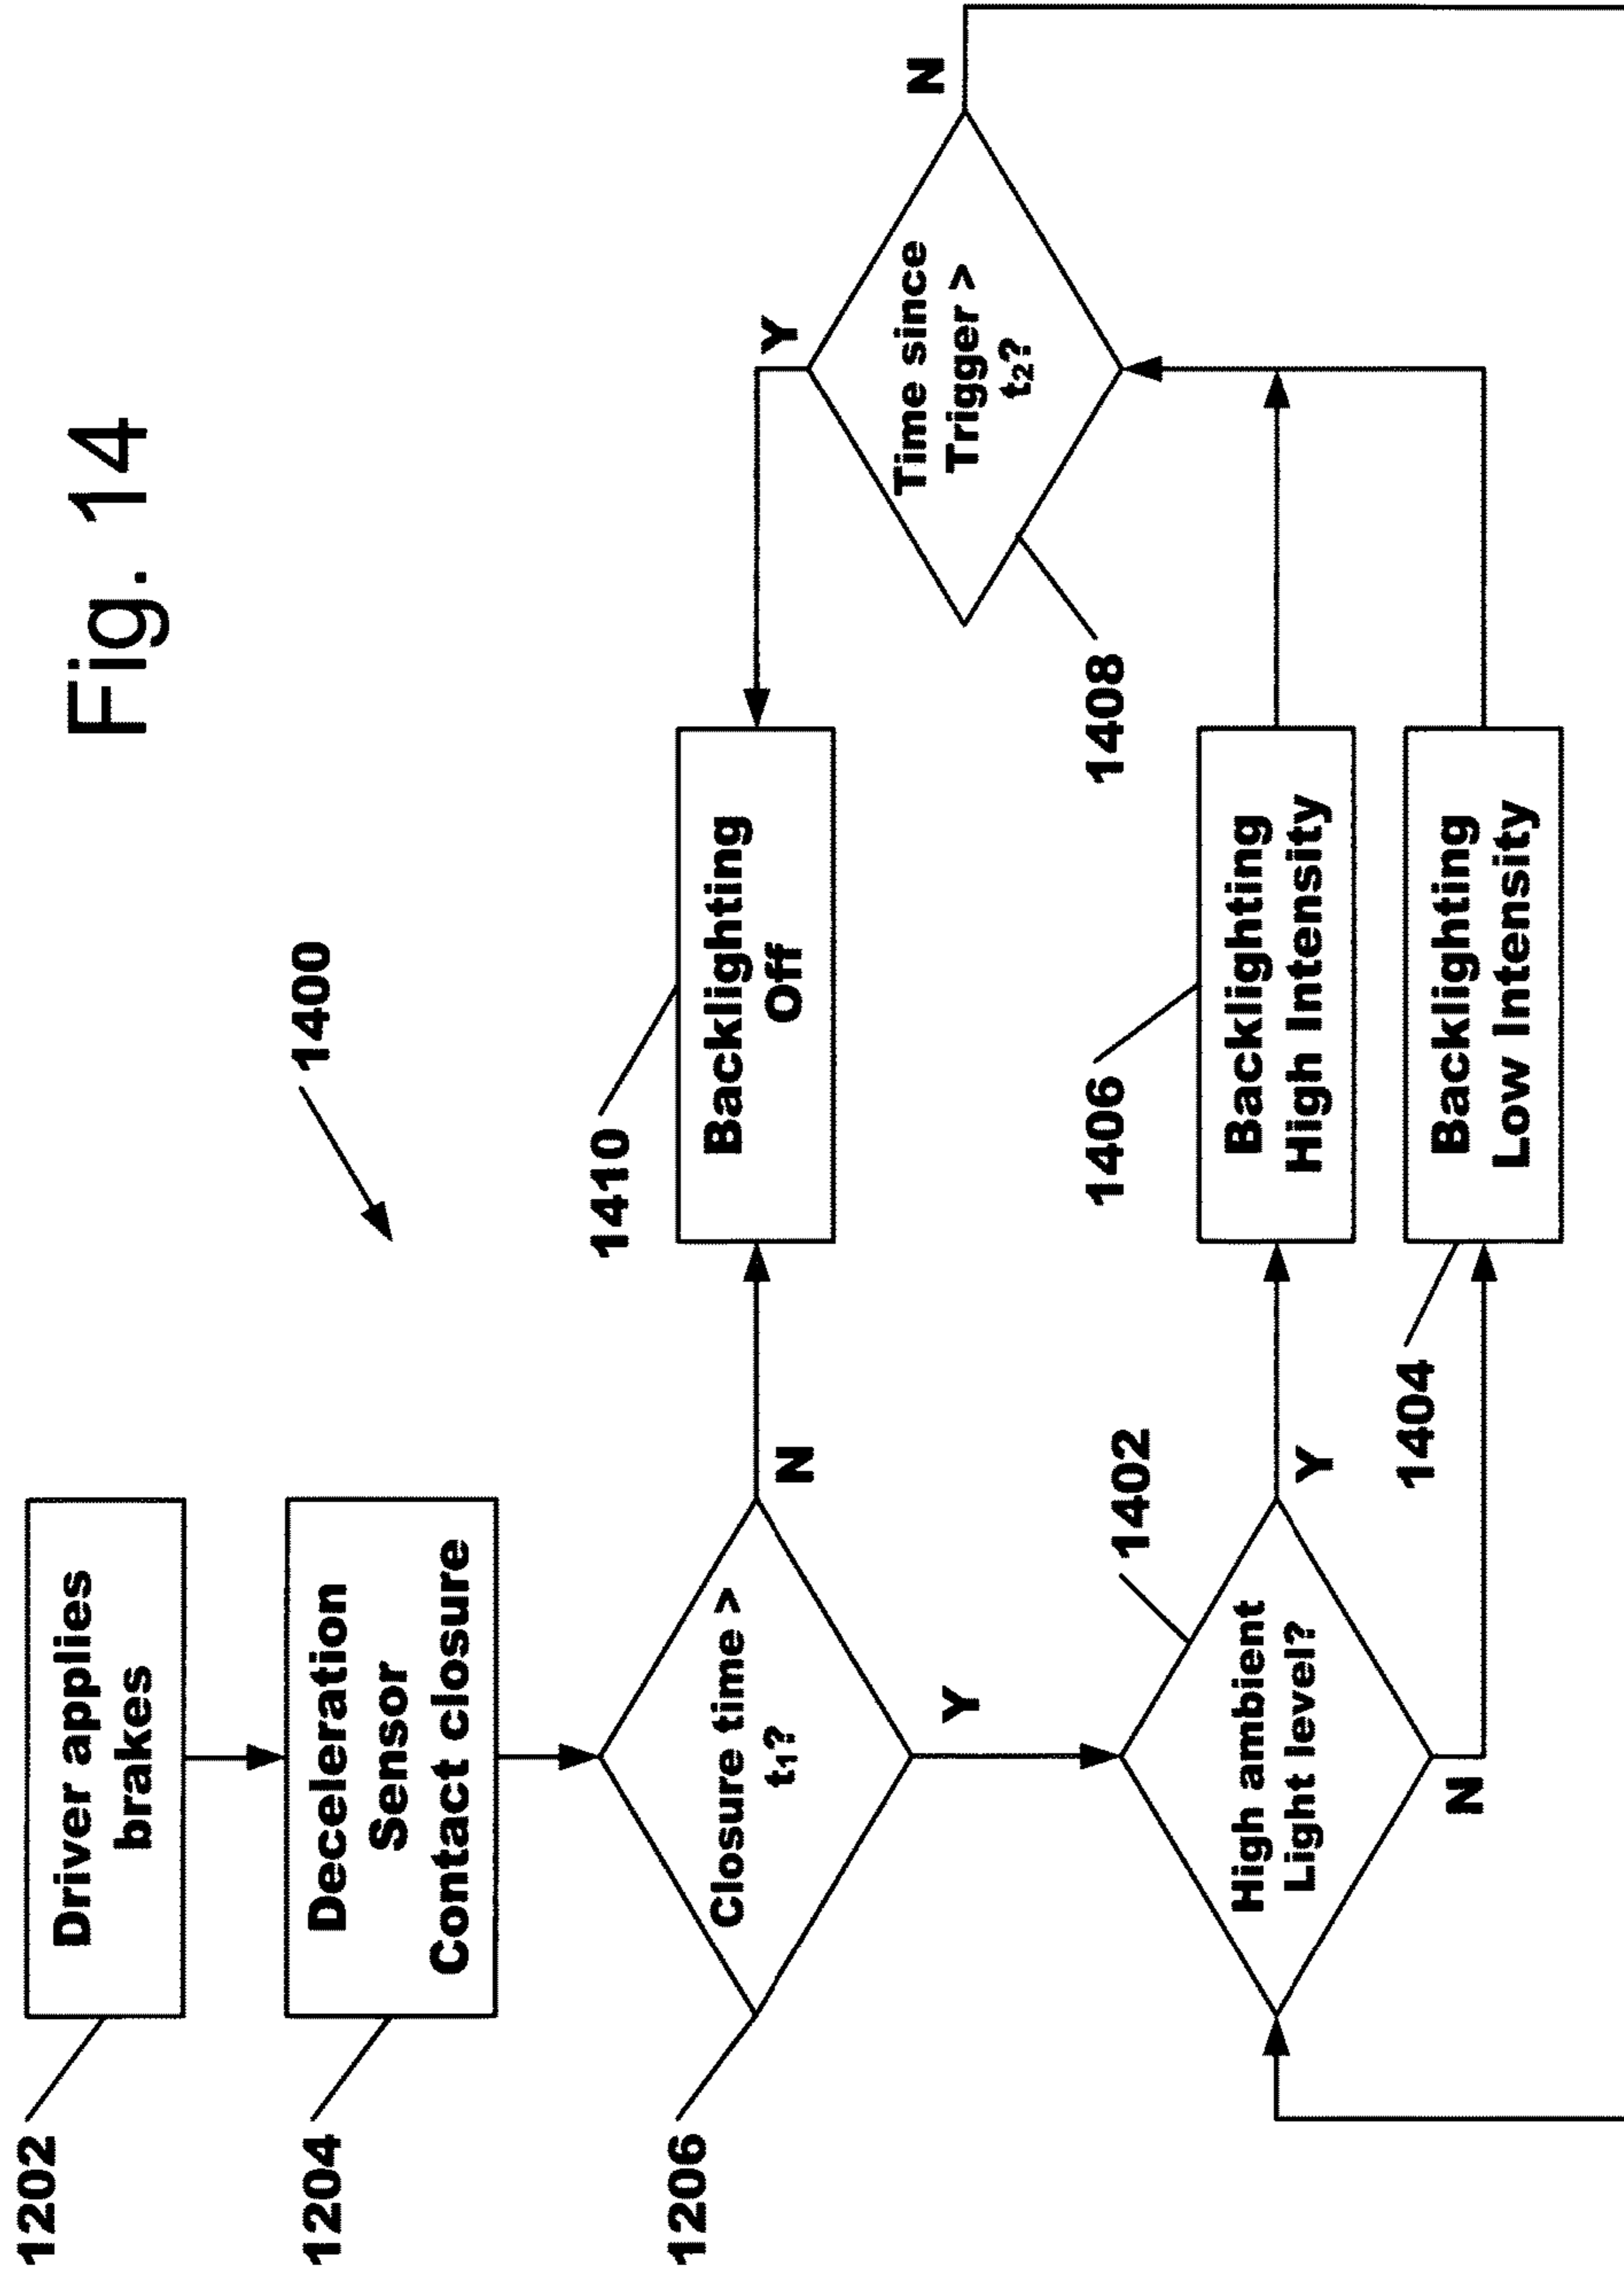 Fig. 14
1400
1202
Driver applies
brakes
1204
Deceleration
Sensor
Contact closure
1206
Closure time >
t₁?
N
Y
1410
Backlighting
Off
1402
High ambient
Light level?
Y
N
1406
Backlighting
High Intensity
1404
Backlighting
Low Intensity
1408
Time since
Trigger >
t₂?
Y
N